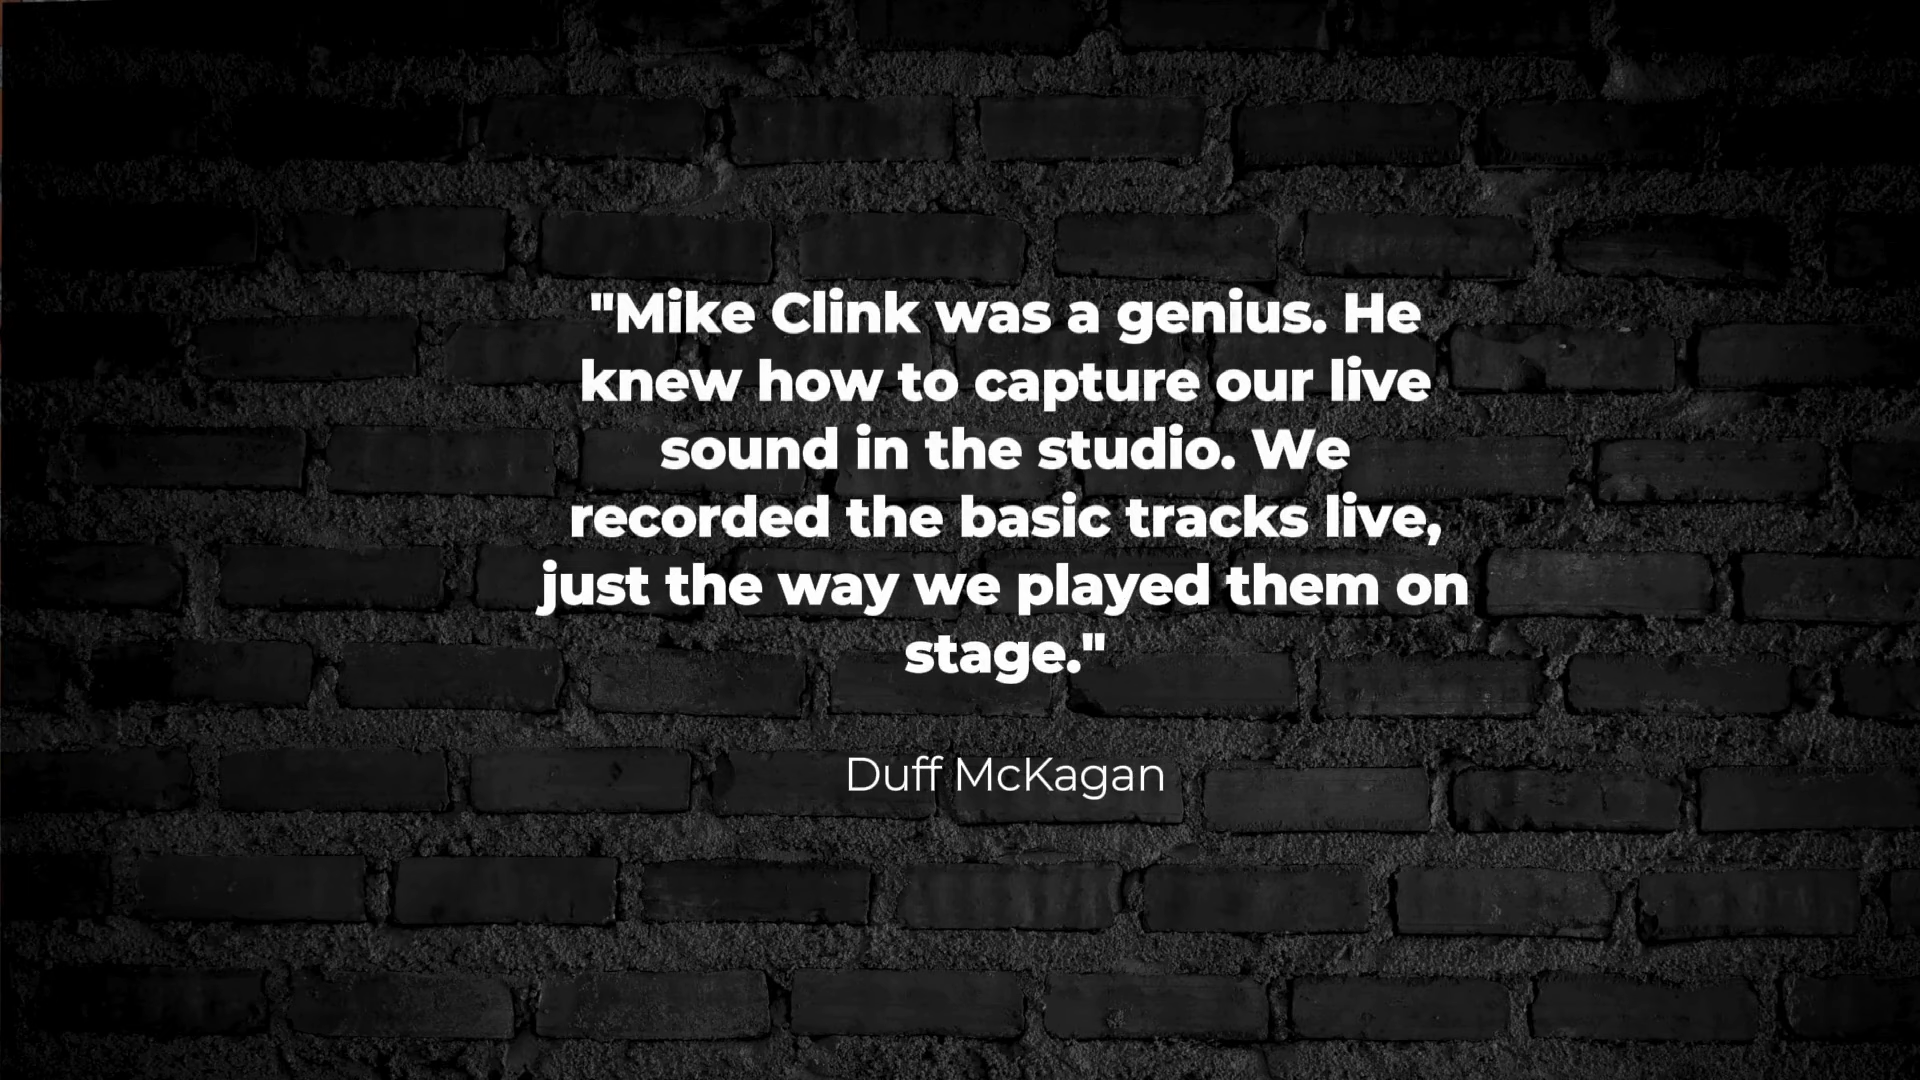 "Mike Clink was a genius. He
knew how to capture our live
sound in the studio. We
recorded the basic tracks live,
just the way we played them on
stage."
Duff McKagan